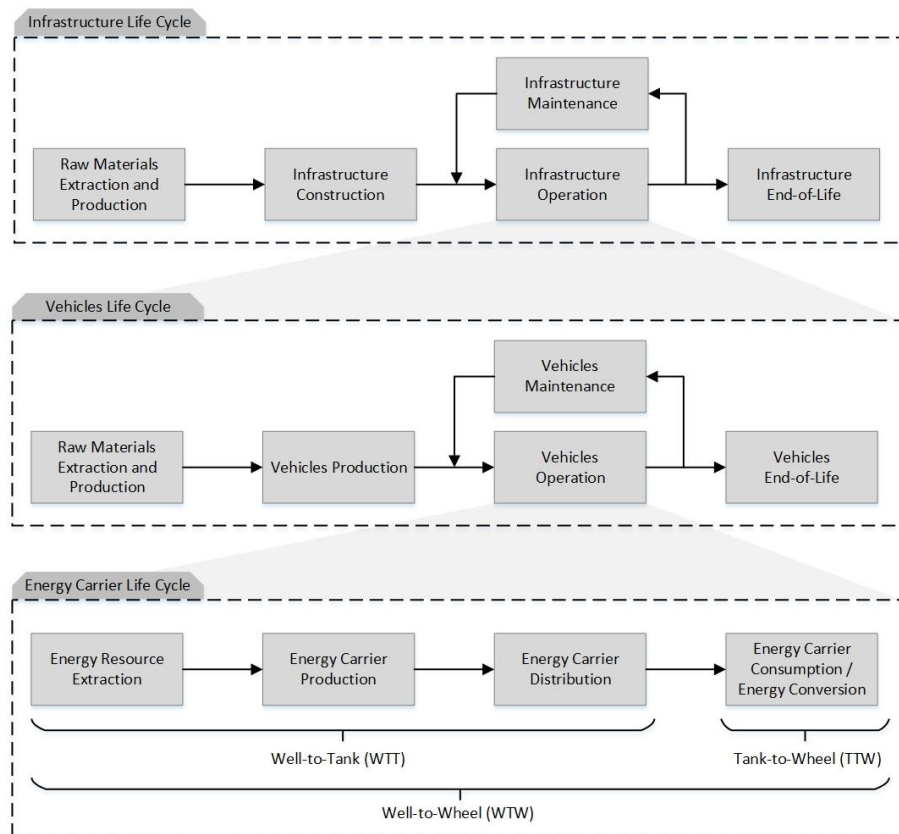 Infrastructure Life Cycle
Infrastructure
Maintenance
Raw Materials
Extraction and
Production
Infrastructure
Construction
Infrastructure
Operation
Infrastructure
End-of-Life
Vehicles Life Cycle
Vehicles
Maintenance
Raw Materials
Extraction and
Production
Vehicles Production
Vehicles
Operation
Vehicles
End-of-Life
Energy Carrier Life Cycle
Energy Resource
Extraction
Energy Carrier
Production
Energy Carrier
Distribution
Energy Carrier
Consumption /
Energy Conversion
Well-to-Tank (WTT)
Tank-to-Wheel (TTW)
Well-to-Wheel (WTW)